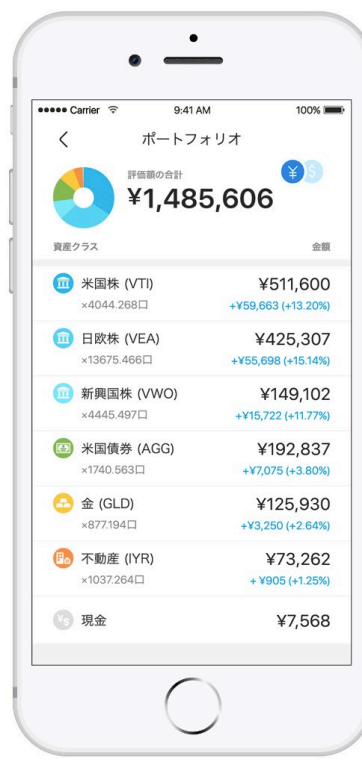 Carrier 9:41 AM 100%
ポートフォリオ
評価額の合計
¥1,485,606
¥ $
資産クラス 金額
米国株 (VTI) ¥511,600
×4044.268口 +¥59,663 (+13.20%)
日欧株 (VEA) ¥425,307
×13675.466口 +¥55,698 (+15.14%)
新興国株 (VWO) ¥149,102
×4445.497口 +¥15,722 (+11.77%)
米国債券 (AGG) ¥192,837
×1740.563口 +¥7,075 (+3.80%)
金 (GLD) ¥125,930
×877.194口 +¥3,250 (+2.64%)
不動産 (IYR) ¥73,262
×1037.264口 + ¥905 (+1.25%)
¥$ 現金 ¥7,568